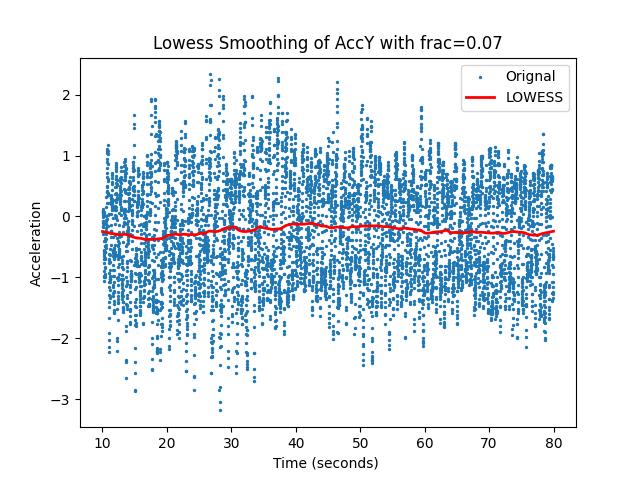 Lowess Smoothing of AccY with frac=0.07
Orignal
LOWESS
2
1
0
−1
−2
−3
Acceleration
10 20 30 40 50 60 70 80
Time (seconds)